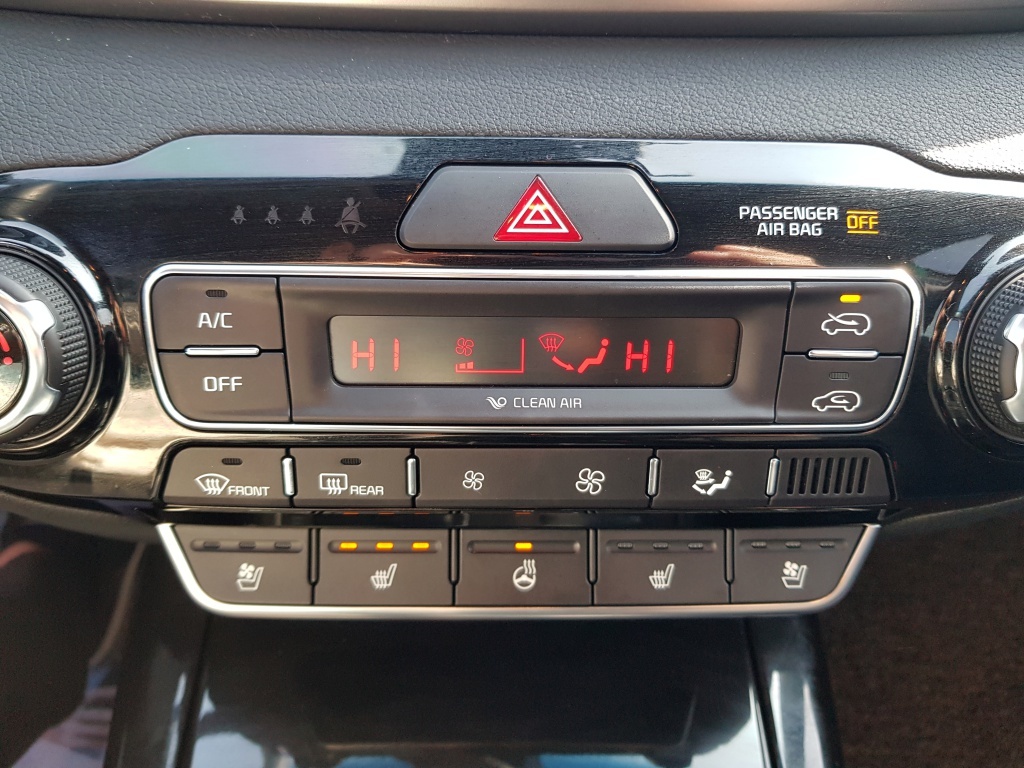 PASSENGER
AIR BAG OFF
A/C
OFF
HI HI
CLEAN AIR
FRONT
REAR